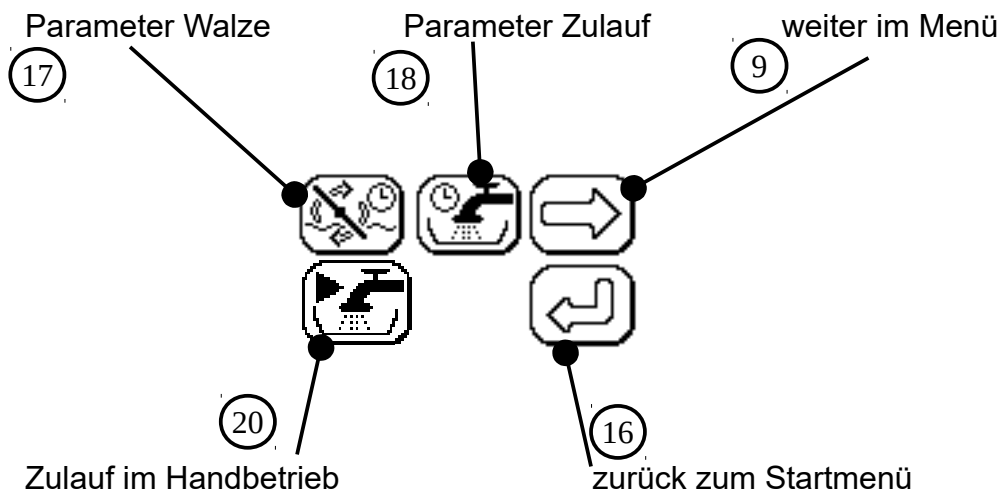 Parameter Walze
Parameter Zulauf
weiter im Menü
17
18
9
20
16
Zulauf im Handbetrieb
zurück zum Startmenü